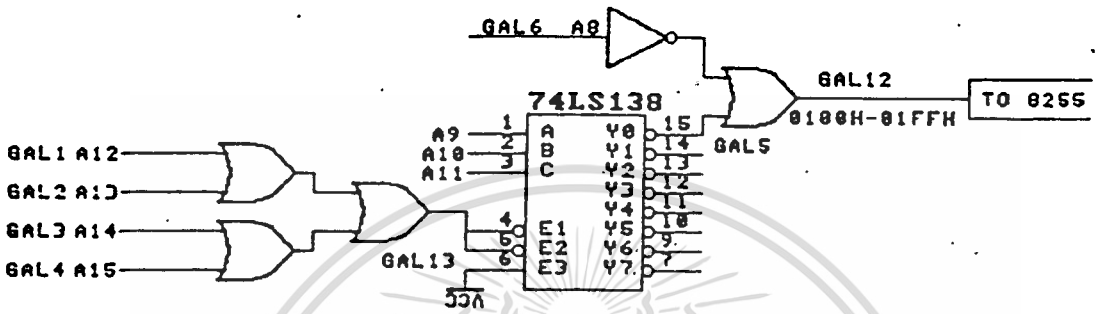 GAL6 A8
GAL12
TO 8255
0100H-01FFH
GAL5
74LS138
A9 1 A
A10 2 B
A11 3 C
4 E1
5 E2
6 E3
Y0 15
Y1 14
Y2 13
Y3 12
Y4 11
Y5 10
Y6 9
Y7 7
GAL1 A12
GAL2 A13
GAL3 A14
GAL4 A15
GAL13
VCC